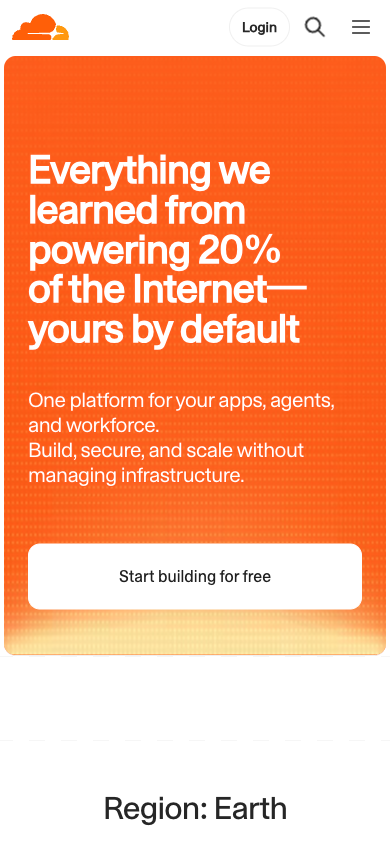 Login
Everything we
learned from
powering 20%
of the Internet—
yours by default
One platform for your apps, agents,
and workforce.
Build, secure, and scale without
managing infrastructure.
Start building for free
Region: Earth